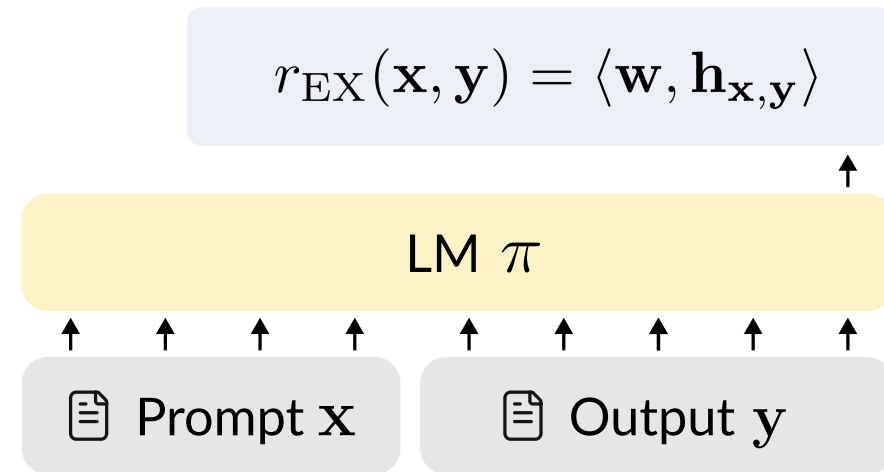 r_EX(x, y) = ⟨w, h_x,y⟩
LM π
Prompt x
Output y